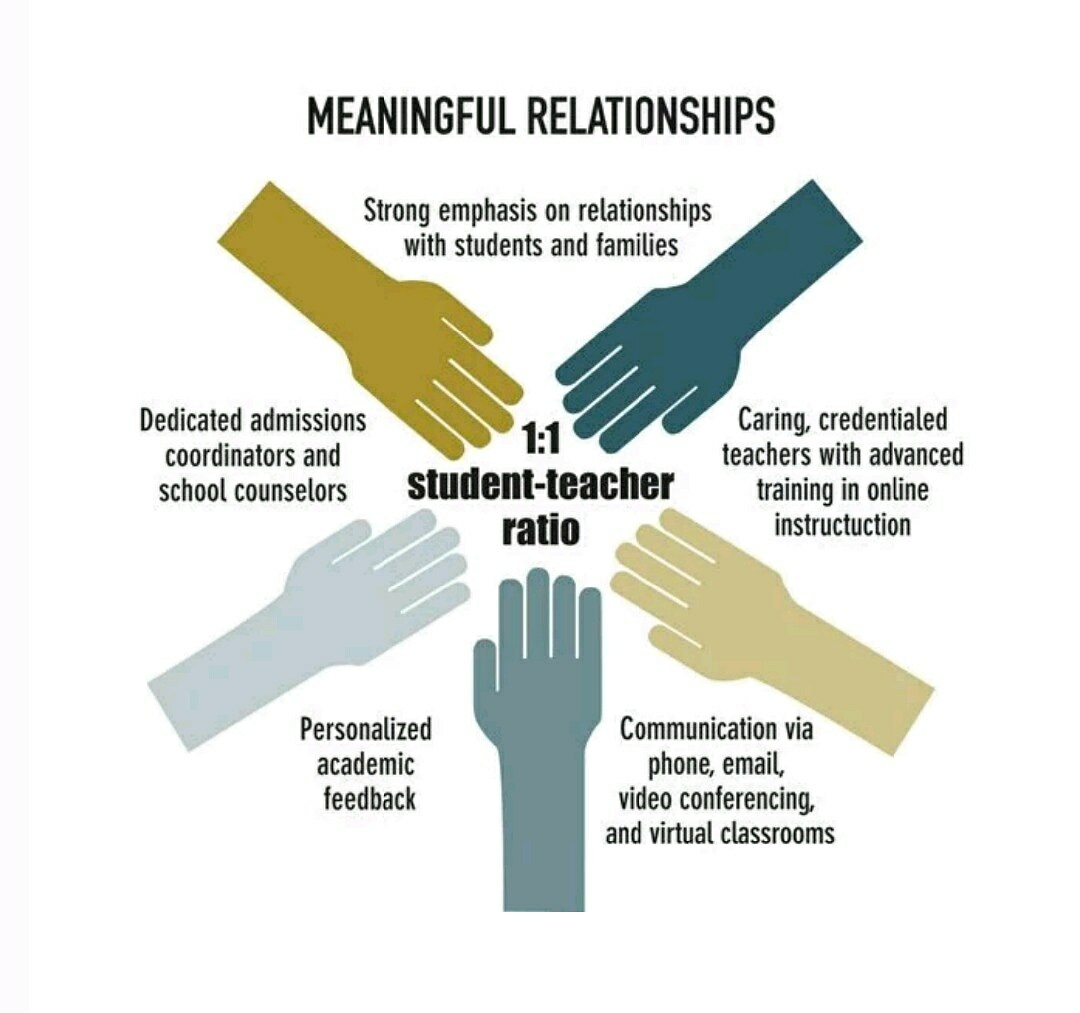 MEANINGFUL RELATIONSHIPS
Strong emphasis on relationships
with students and families
Dedicated admissions
coordinators and
school counselors
1:1
student-teacher
ratio
Caring, credentialed
teachers with advanced
training in online
instructuction
Personalized
academic
feedback
Communication via
phone, email,
video conferencing,
and virtual classrooms